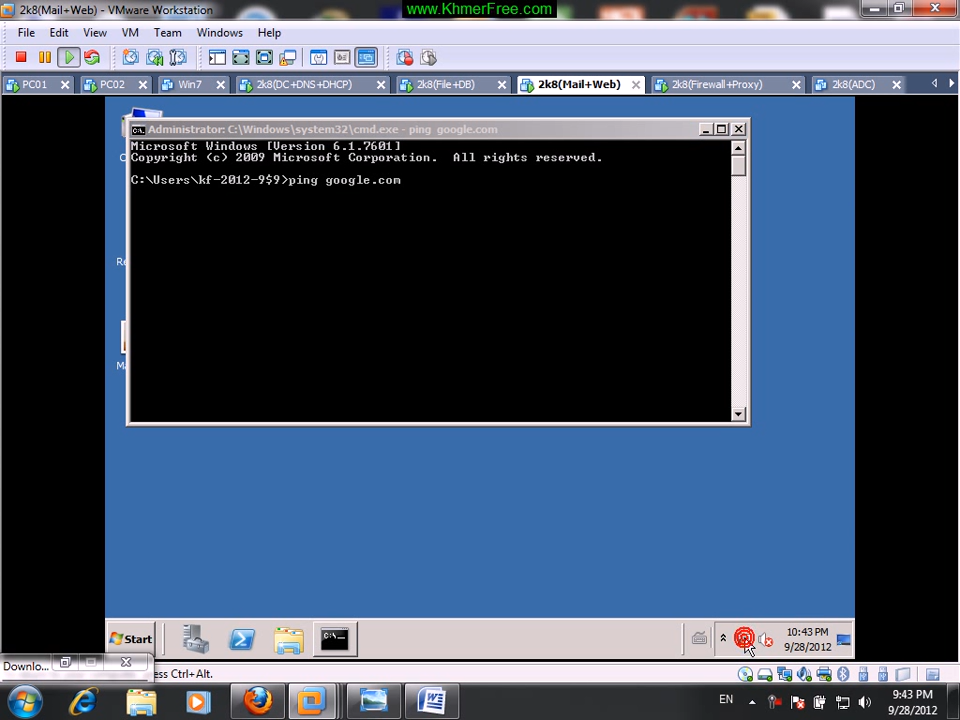 2k8(Mail+Web) - VMware Workstation
www.KhmerFree.com
File Edit View VM Team Windows Help
PC01 PC02 Win7 2k8(DC+DNS+DHCP) 2k8(File+DB) 2k8(Mail+Web) 2k8(Firewall+Proxy) 2k8(ADC)
Administrator: C:\Windows\system32\cmd.exe - ping google.com
Microsoft Windows [Version 6.1.7601]
Copyright (c) 2009 Microsoft Corporation. All rights reserved.
C:\Users\kf-2012-9$9>ping google.com
C:\_
Start
10:43 PM
9/28/2012
Downlo...
ess Ctrl+Alt.
EN
9:43 PM
9/28/2012